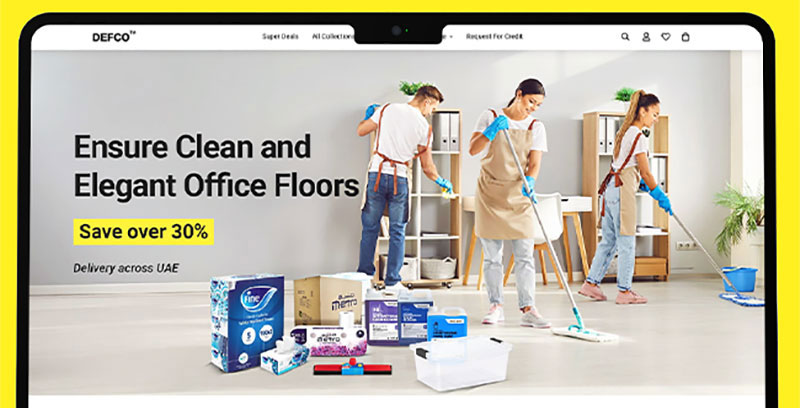 DEFCO™
Super Deals
All Collection
Request For Credit
Ensure Clean and
Elegant Office Floors
Save over 30%
Delivery across UAE
Fine
metro
metro